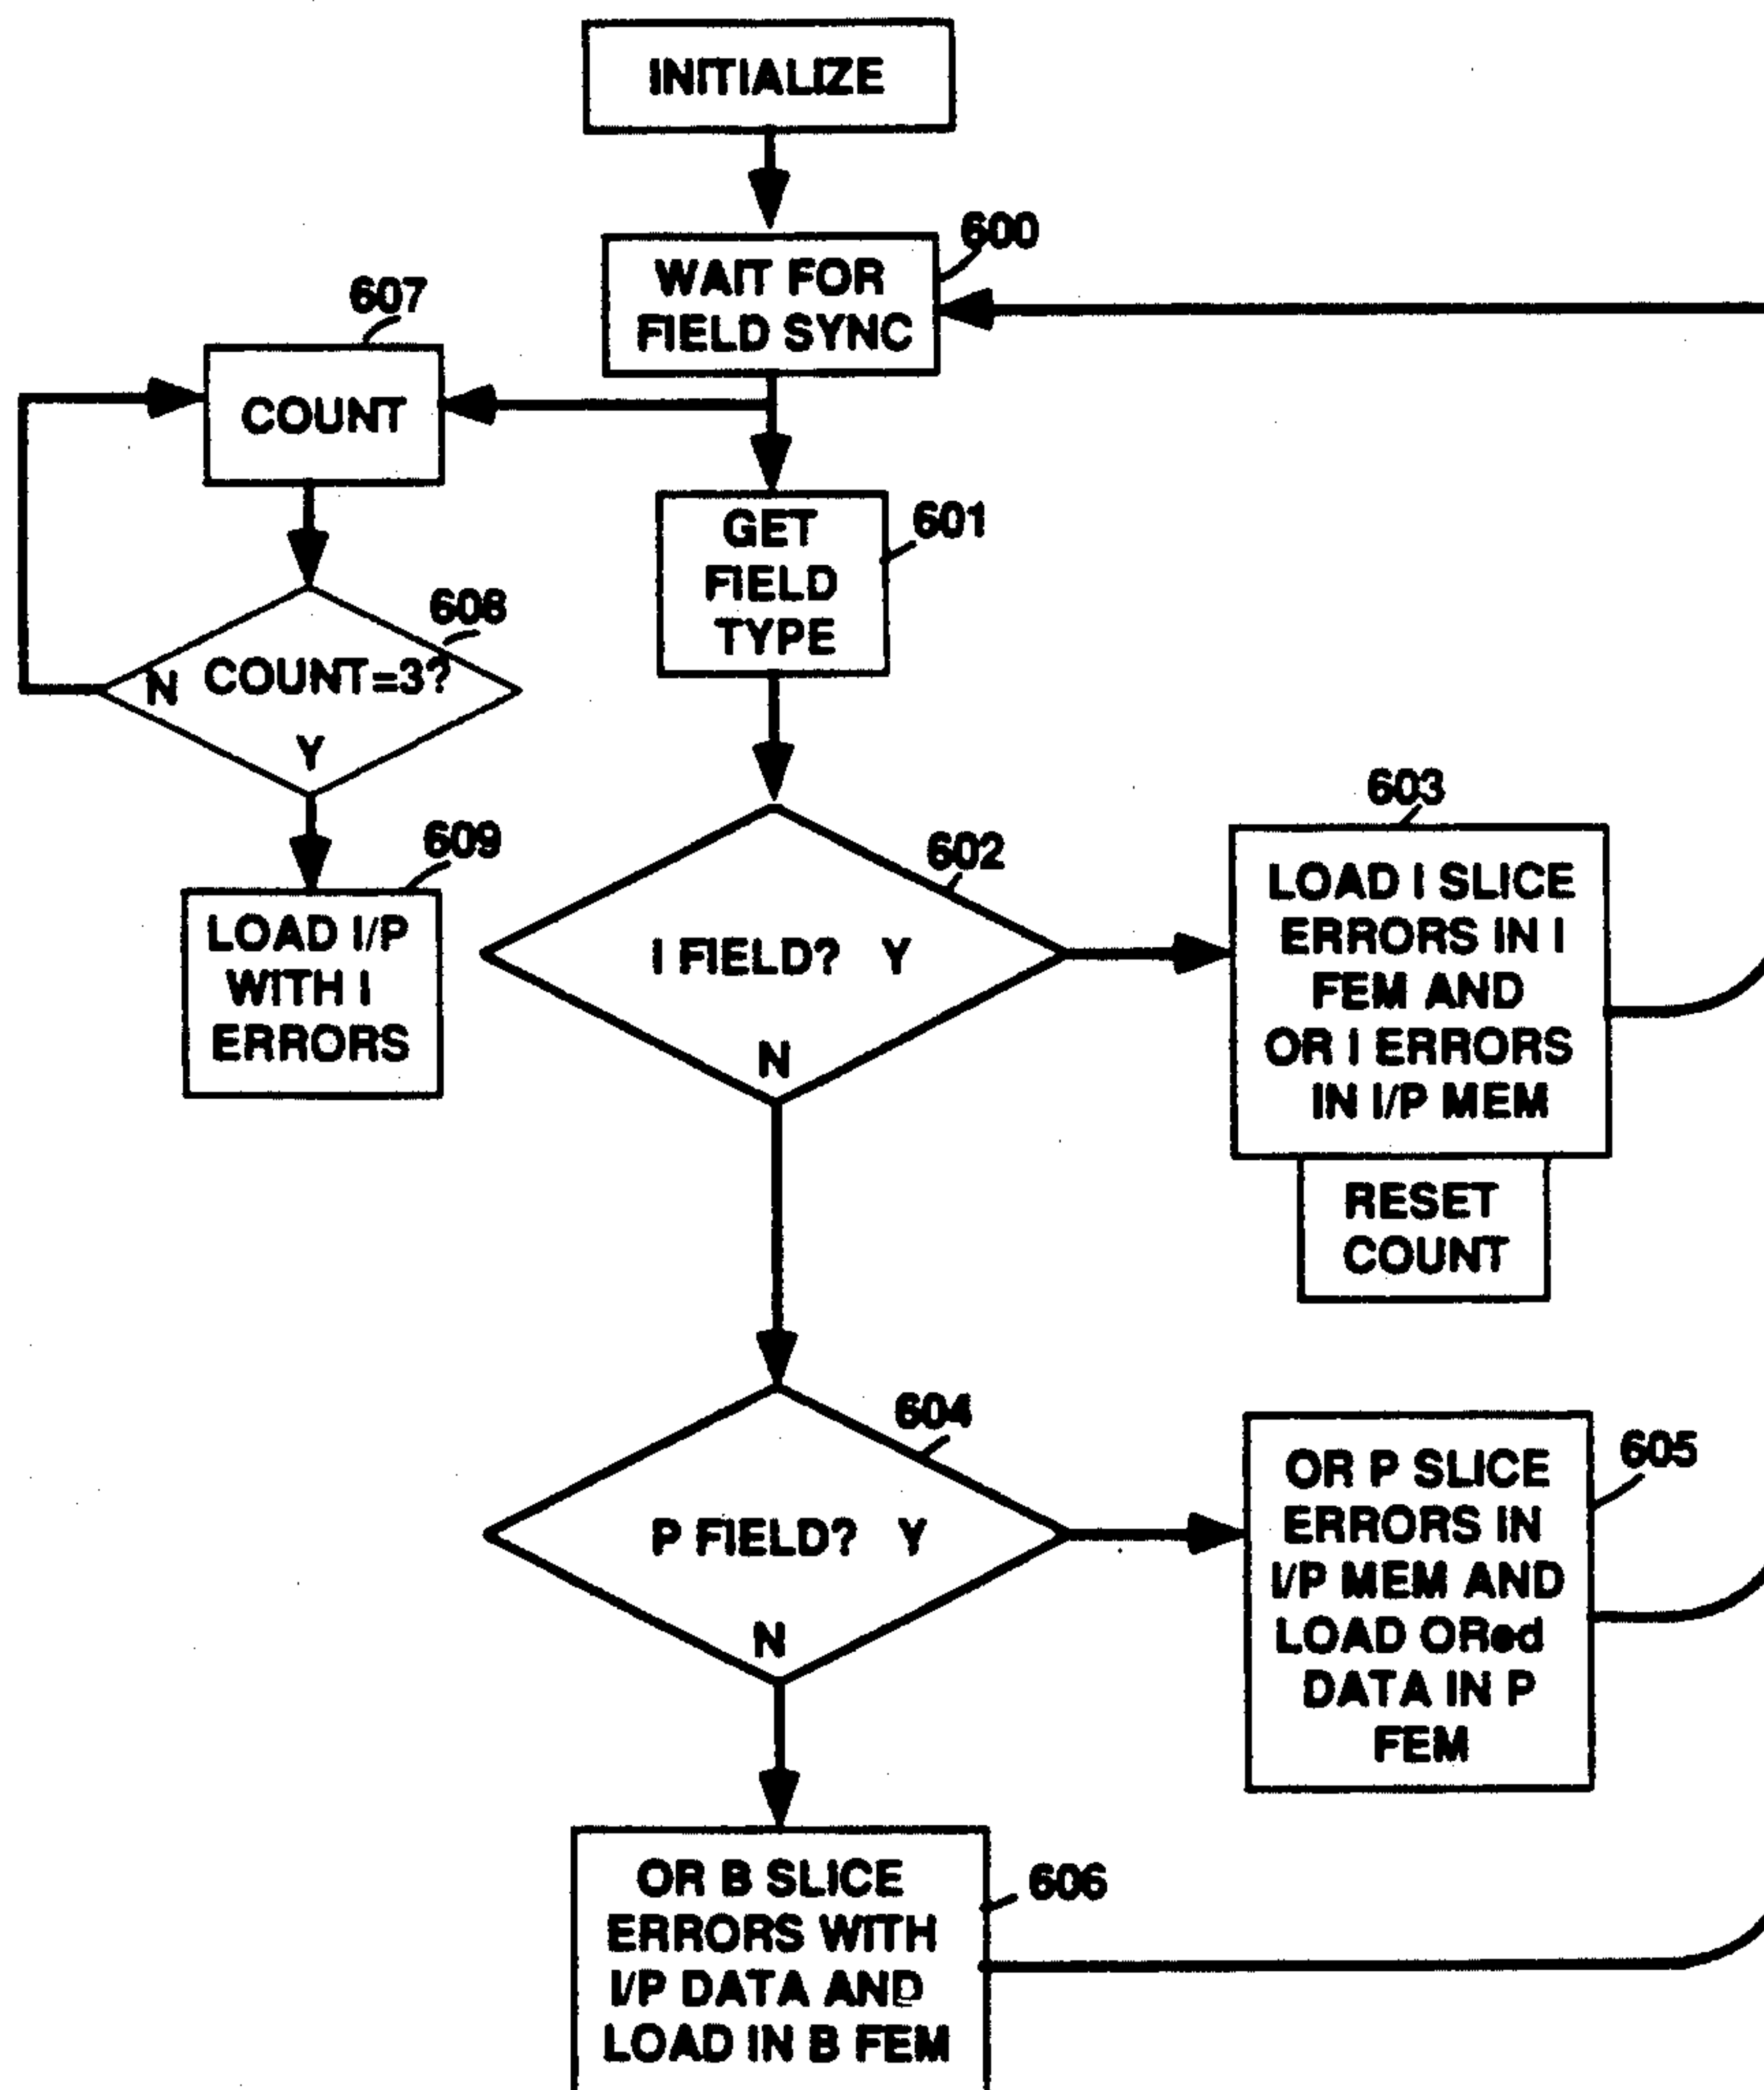 INITIALIZE
600
WAIT FOR
FIELD SYNC
607
COUNT
601
GET
FIELD
TYPE
608
N COUNT=3?
Y
609
LOAD I/P
WITH I
ERRORS
602
I FIELD? Y
N
603
LOAD I SLICE
ERRORS IN I
FEM AND
OR I ERRORS
IN I/P MEM
RESET
COUNT
604
P FIELD? Y
N
605
OR P SLICE
ERRORS IN
I/P MEM AND
LOAD ORed
DATA IN P
FEM
606
OR B SLICE
ERRORS WITH
I/P DATA AND
LOAD IN B FEM